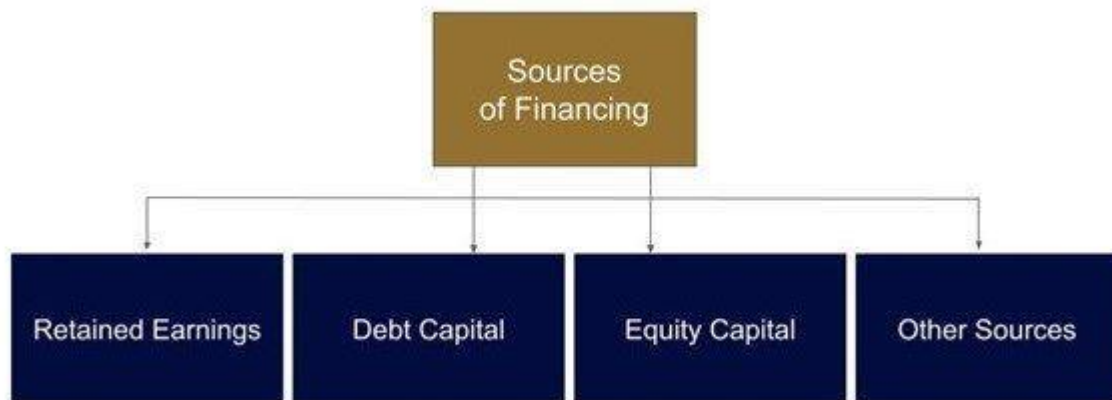 Sources
of Financing
Retained Earnings
Debt Capital
Equity Capital
Other Sources